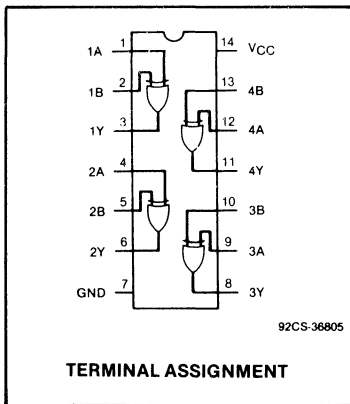 1A 1 14 VCC
1B 2 13 4B
1Y 3 12 4A
2A 4 11 4Y
2B 5 10 3B
2Y 6 9 3A
GND 7 8 3Y
92CS-36805
TERMINAL ASSIGNMENT